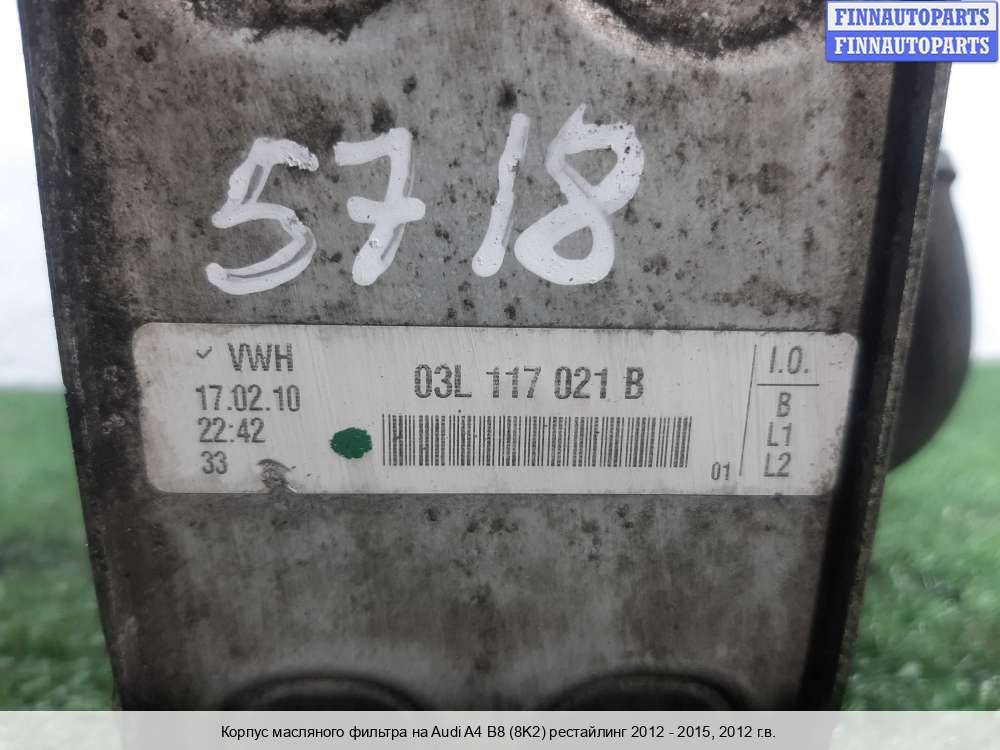 FINNAUTOPARTS
FINNAUTOPARTS
5718
VWH
17.02.10
22:42
33
03L 117 021 B
01
I.O.
B
L1
L2
Корпус масляного фильтра на Audi A4 B8 (8K2) рестайлинг 2012 - 2015, 2012 г.в.